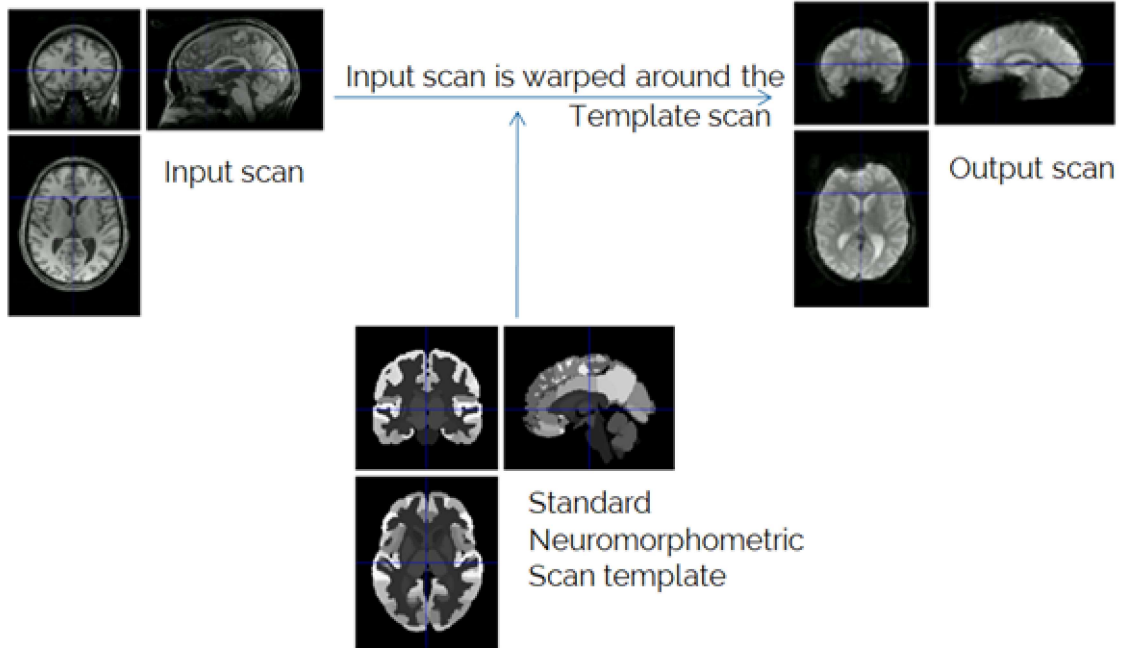 Input scan is warped around the
Template scan
Input scan
Output scan
Standard
Neuromorphometric
Scan template